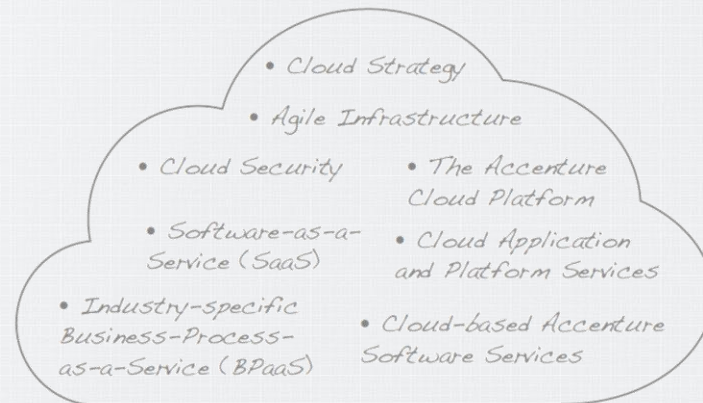 • Cloud Strategy
• Agile Infrastructure
• Cloud Security
• The Accenture
Cloud Platform
• Software-as-a-
Service (SaaS)
• Cloud Application
and Platform Services
• Industry-specific
Business-Process-
as-a-Service (BPaaS)
• Cloud-based Accenture
Software Services